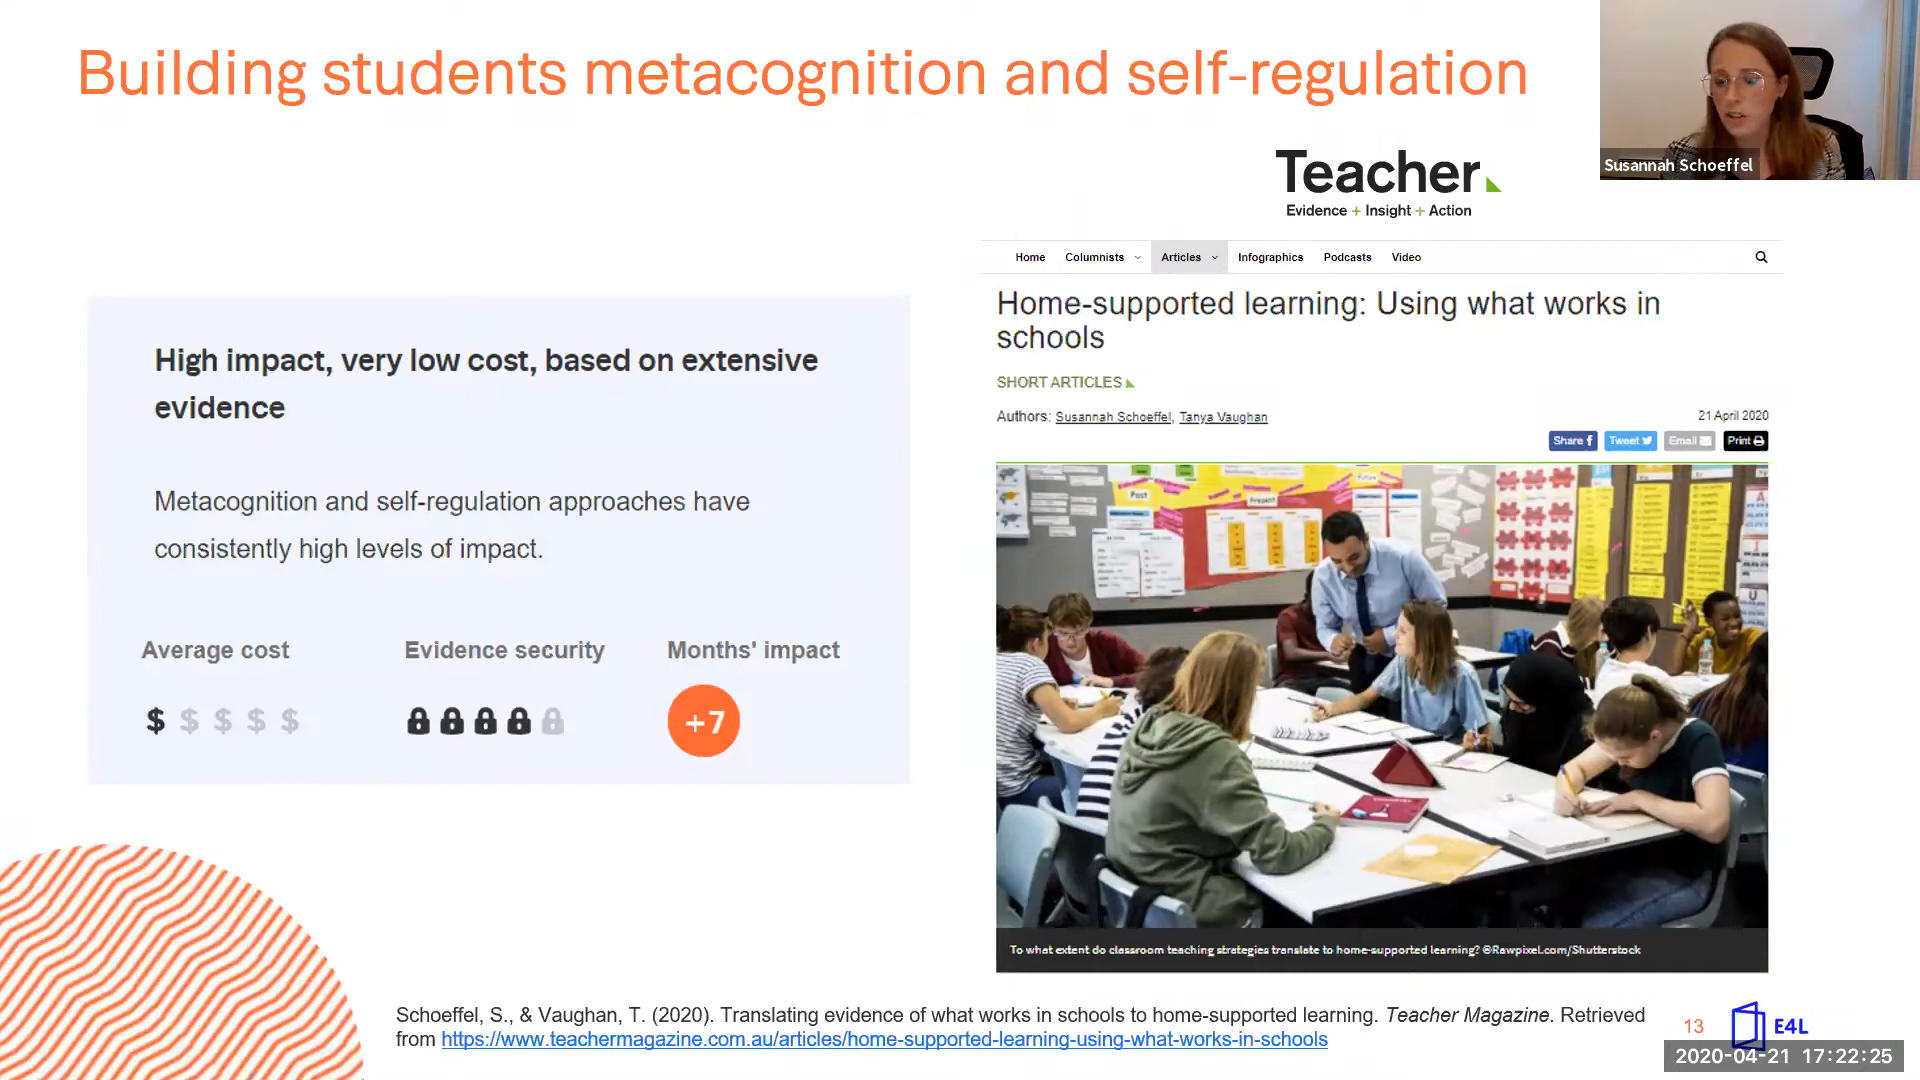 Building students metacognition and self-regulation
Susannah Schoeffel
Teacher
Evidence + Insight + Action
Home Columnists Articles Infographics Podcasts Video
Home-supported learning: Using what works in
schools
SHORT ARTICLES
Authors: Susannah Schoeffel, Tanya Vaughan
21 April 2020
Share Tweet Email Print
High impact, very low cost, based on extensive
evidence
Metacognition and self-regulation approaches have
consistently high levels of impact.
Average cost Evidence security Months' impact
$ $ $ $ $
+7
Past
Present
Future
To what extent do classroom teaching strategies translate to home-supported learning? ©Rawpixel.com/Shutterstock
Schoeffel, S., & Vaughan, T. (2020). Translating evidence of what works in schools to home-supported learning. Teacher Magazine. Retrieved
from https://www.teachermagazine.com.au/articles/home-supported-learning-using-what-works-in-schools
13
E4L
2020-04-21 17:22:25